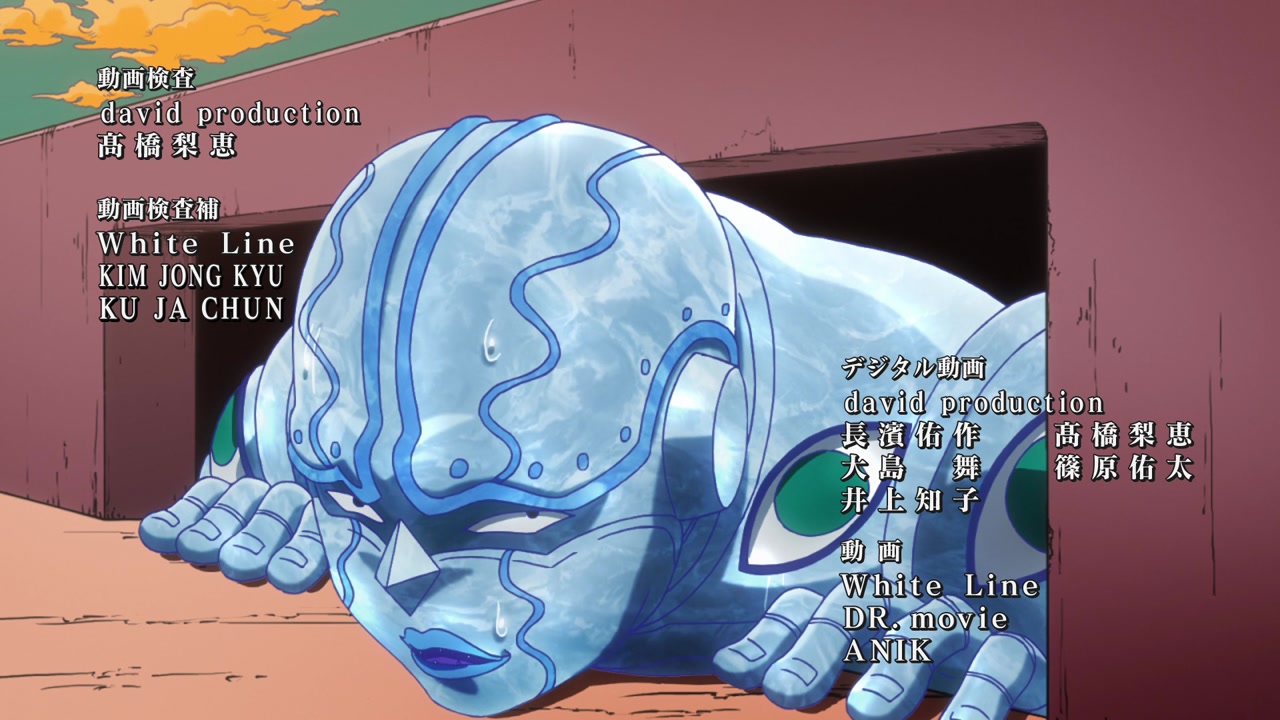 動画検査
david production
髙橋梨恵
動画検査補
White Line
KIM JONG KYU
KU JA CHUN
デジタル動画
david production
長濱佑作 髙橋梨恵
大島 舞 篠原佑太
井上知子
動画
White Line
DR.movie
ANIK